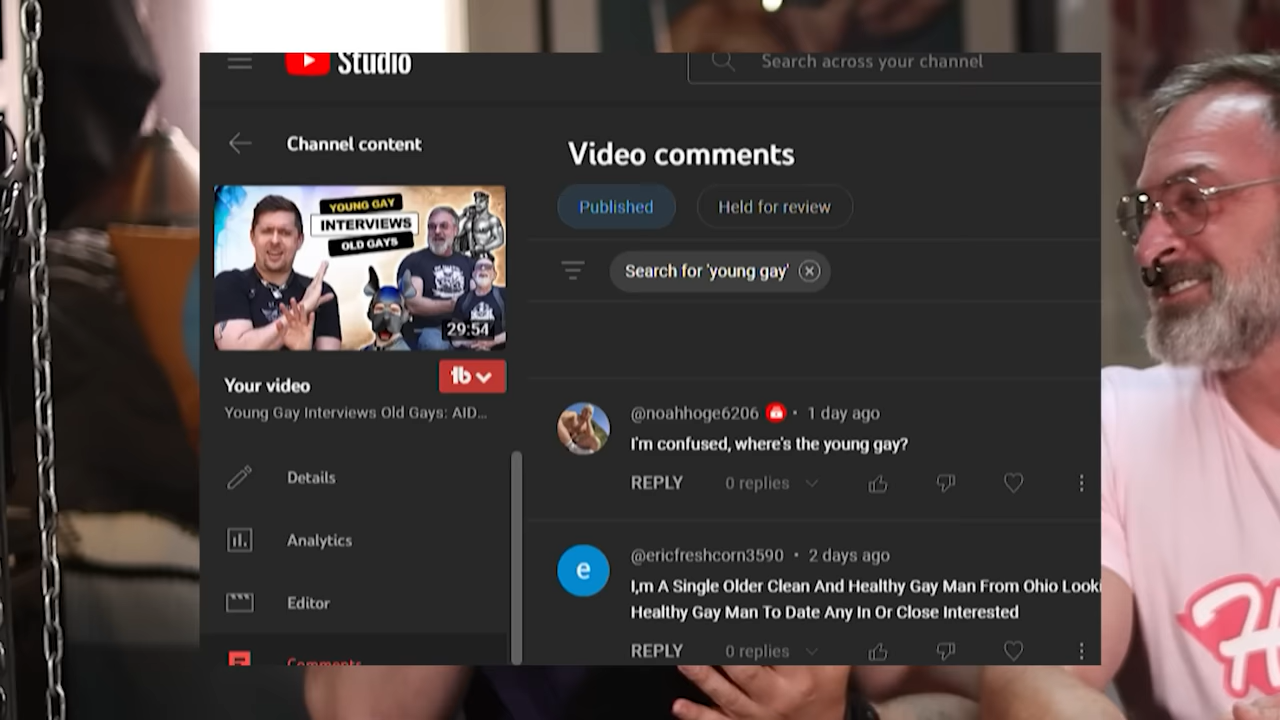 Studio
Search across your channel
Channel content
Video comments
Published
Held for review
YOUNG GAY
INTERVIEWS
OLD GAYS
29:54
Search for 'young gay'
Your video
tb
Young Gay Interviews Old Gays: AID...
@noahhoge6206 · 1 day ago
I'm confused, where's the young gay?
REPLY 0 replies
Details
Analytics
Editor
Comments
@ericfreshcorn3590 · 2 days ago
e
I,m A Single Older Clean And Healthy Gay Man From Ohio Looki
Healthy Gay Man To Date Any In Or Close Interested
REPLY 0 replies